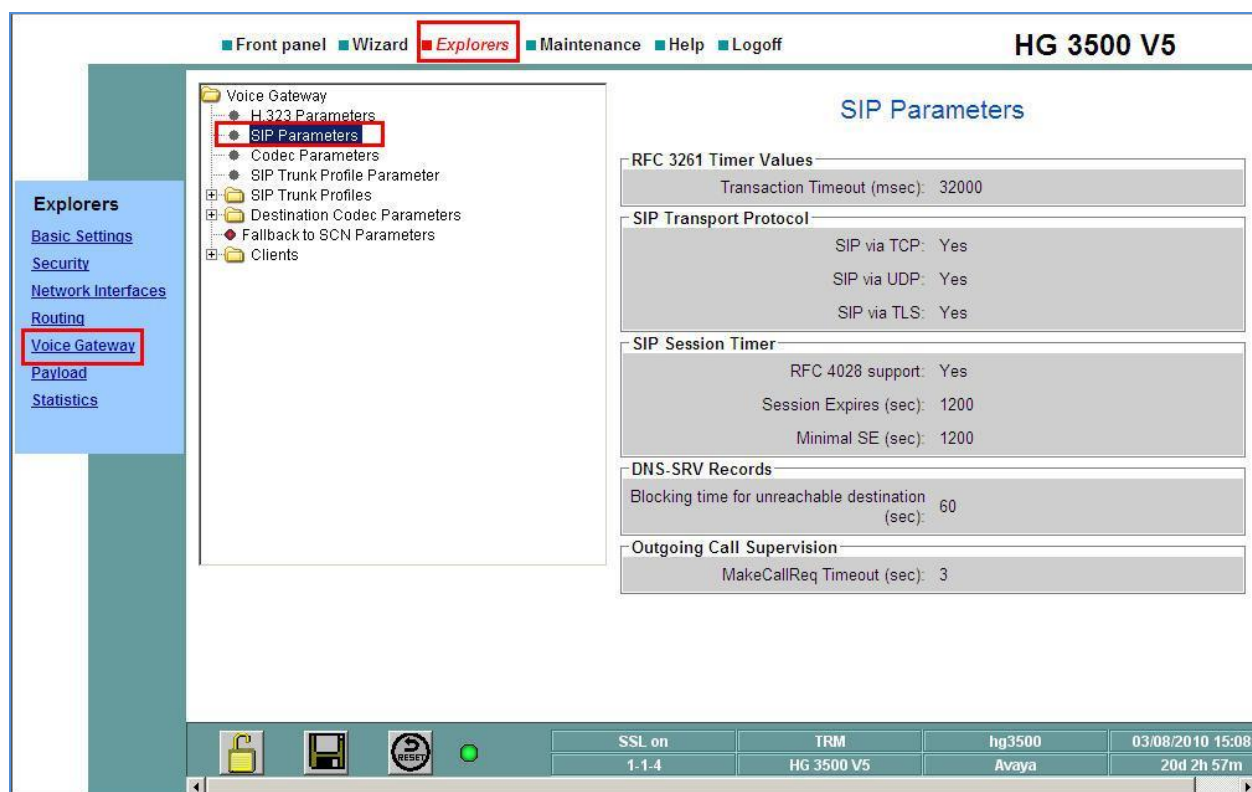 Front panel Wizard Explorers Maintenance Help Logoff HG 3500 V5
Explorers
Basic Settings
Security
Network Interfaces
Routing
Voice Gateway
Payload
Statistics
Voice Gateway
H.323 Parameters
SIP Parameters
Codec Parameters
SIP Trunk Profile Parameter
SIP Trunk Profiles
Destination Codec Parameters
Fallback to SCN Parameters
Clients
SIP Parameters
RFC 3261 Timer Values
Transaction Timeout (msec): 32000
SIP Transport Protocol
SIP via TCP: Yes
SIP via UDP: Yes
SIP via TLS: Yes
SIP Session Timer
RFC 4028 support: Yes
Session Expires (sec): 1200
Minimal SE (sec): 1200
DNS-SRV Records
Blocking time for unreachable destination
(sec): 60
Outgoing Call Supervision
MakeCallReq Timeout (sec): 3
RESET
SSL on TRM hg3500 03/08/2010 15:08
1-1-4 HG 3500 V5 Avaya 20d 2h 57m